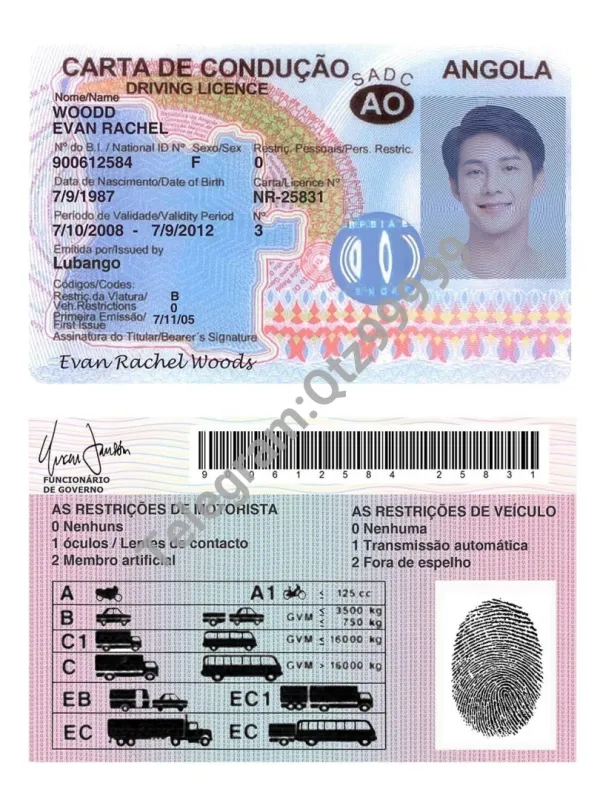 CARTA DE CONDUÇÃO
SADC
ANGOLA
DRIVING LICENCE
AO
Nome/Name
WOODD
EVAN RACHEL
Nº do B.I. / National ID Nº Sexo/Sex Restriç. Pessoais/Pers. Restric.
900612584 F 0
Data de Nascimento/Date of Birth Carta/Licence Nº
7/9/1987 NR-25831
Período de Validade/Validity Period Nº
7/10/2008 - 7/9/2012 3
Emitida por/Issued by
Lubango
Códigos/Codes:
Restriç.da Viatura/ B
Veh.Restrictions 0
Primeira Emissão/ 7/11/05
First Issue
Assinatura do Titular/Bearer´s Signature
Evan Rachel Woods
Telegram:Qtz99999
FUNCIONÁRIO
DE GOVERNO
9 0 0 6 1 2 5 8 4 2 5 8 3 1
AS RESTRIÇÕES DE MOTORISTA
0 Nenhuns
1 óculos / Lentes de contacto
2 Membro artificial
AS RESTRIÇÕES DE VEÍCULO
0 Nenhuma
1 Transmissão automática
2 Fora de espelho
A A1 ≤ 125 cc
B GVM ≤ 3500 kg
≤ 750 kg
C1 GVM ≤ 16000 kg
C GVM > 16000 kg
EB EC1
EC EC